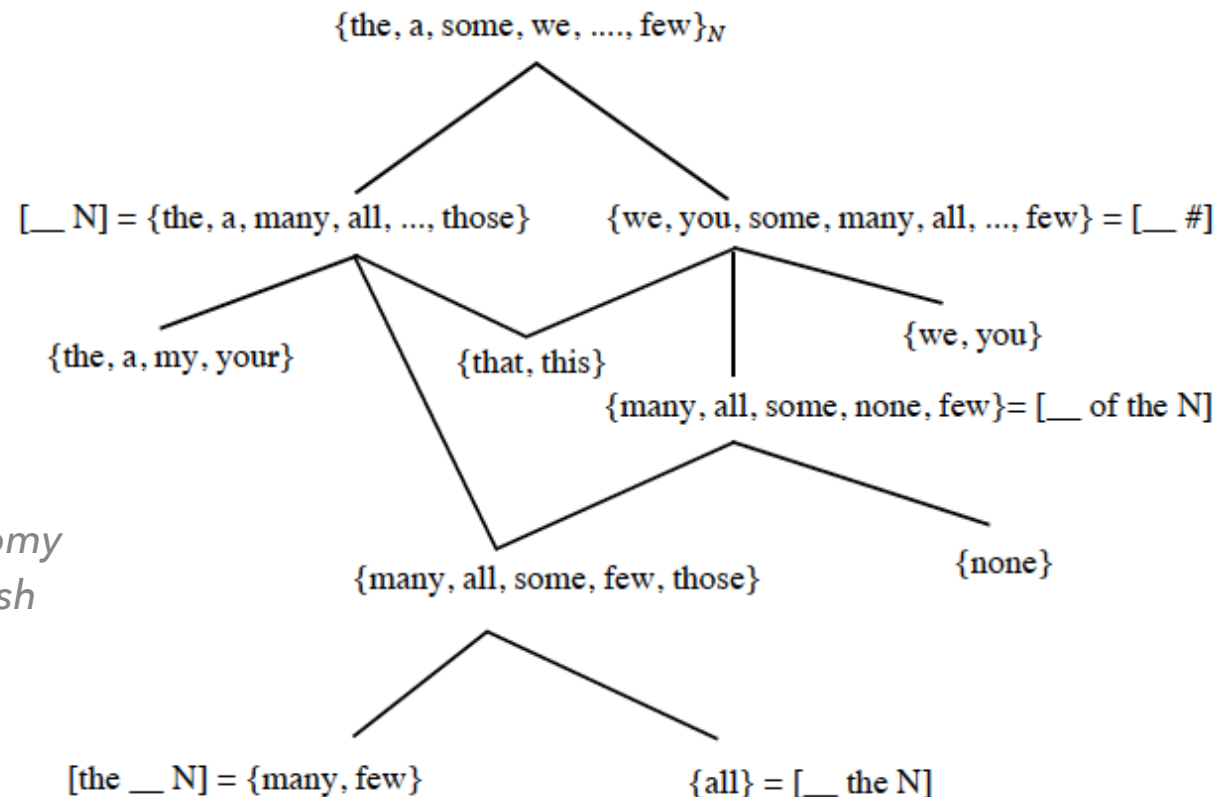 {the, a, some, we, ...., few}N
[__ N] = {the, a, many, all, ..., those}
{we, you, some, many, all, ..., few} = [__ #]
{the, a, my, your}
{that, this}
{we, you}
{many, all, some, none, few}= [__ of the N]
omy
sh
{many, all, some, few, those}
{none}
[the __ N] = {many, few}
{all} = [__ the N]